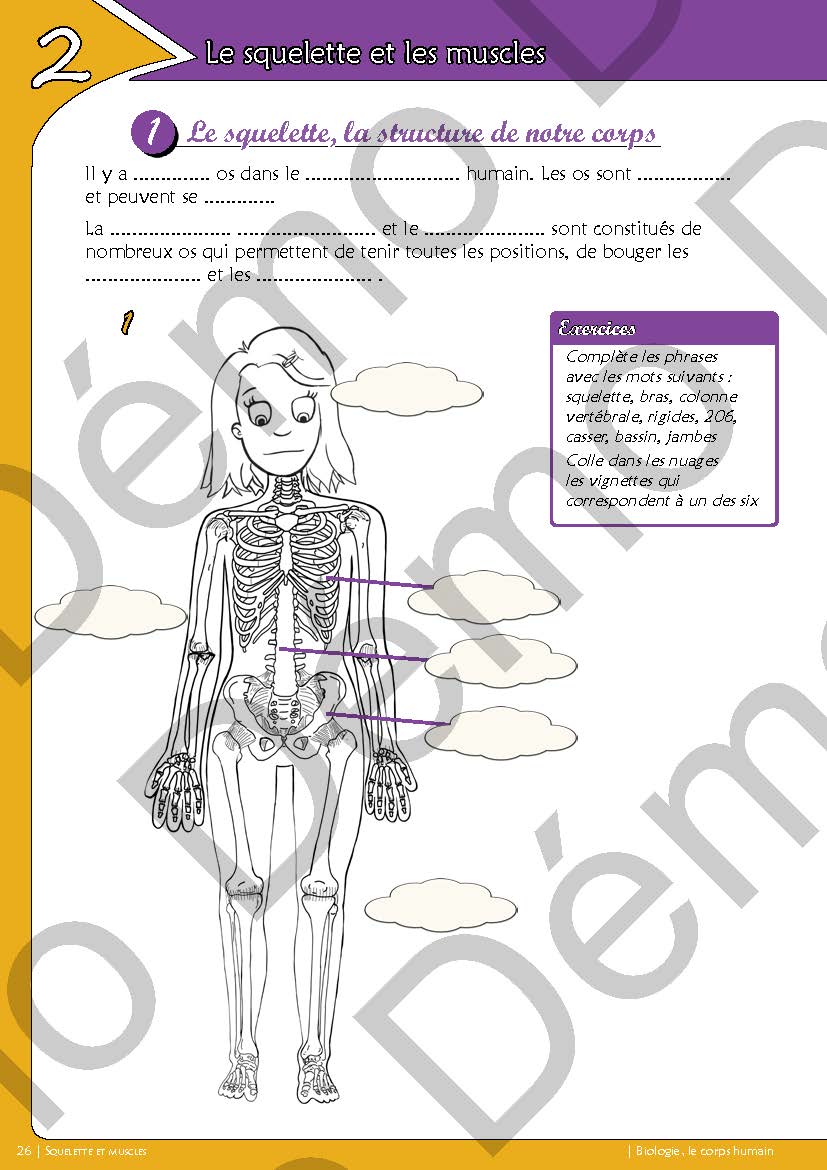 2
Le squelette et les muscles
1 Le squelette, la structure de notre corps
Il y a .............. os dans le ............................ humain. Les os sont .................
et peuvent se .............
La ...................... ......................... et le ...................... sont constitués de
nombreux os qui permettent de tenir toutes les positions, de bouger les
..................... et les ..................... .
1
Exercices
Complète les phrases
avec les mots suivants :
squelette, bras, colonne
vertébrale, rigides, 206,
casser, bassin, jambes
Colle dans les nuages
les vignettes qui
correspondent à un des six
26 | Squelette et muscles
| Biologie, le corps humain
Démo
Démo
Démo
Démo